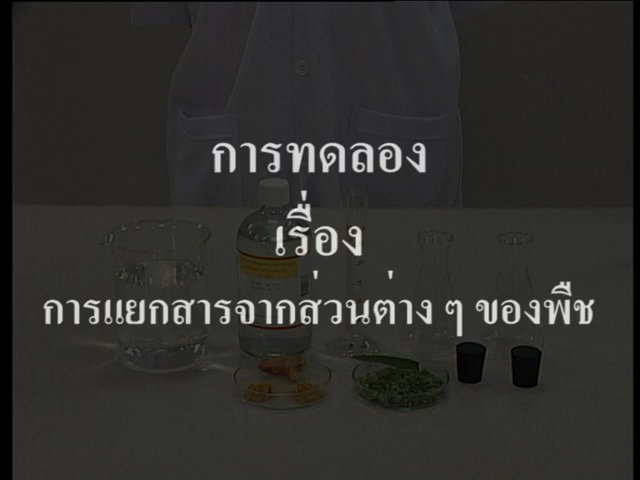 การทดลอง
เรื่อง
การแยกสารจากส่วนต่าง ๆ ของพืช